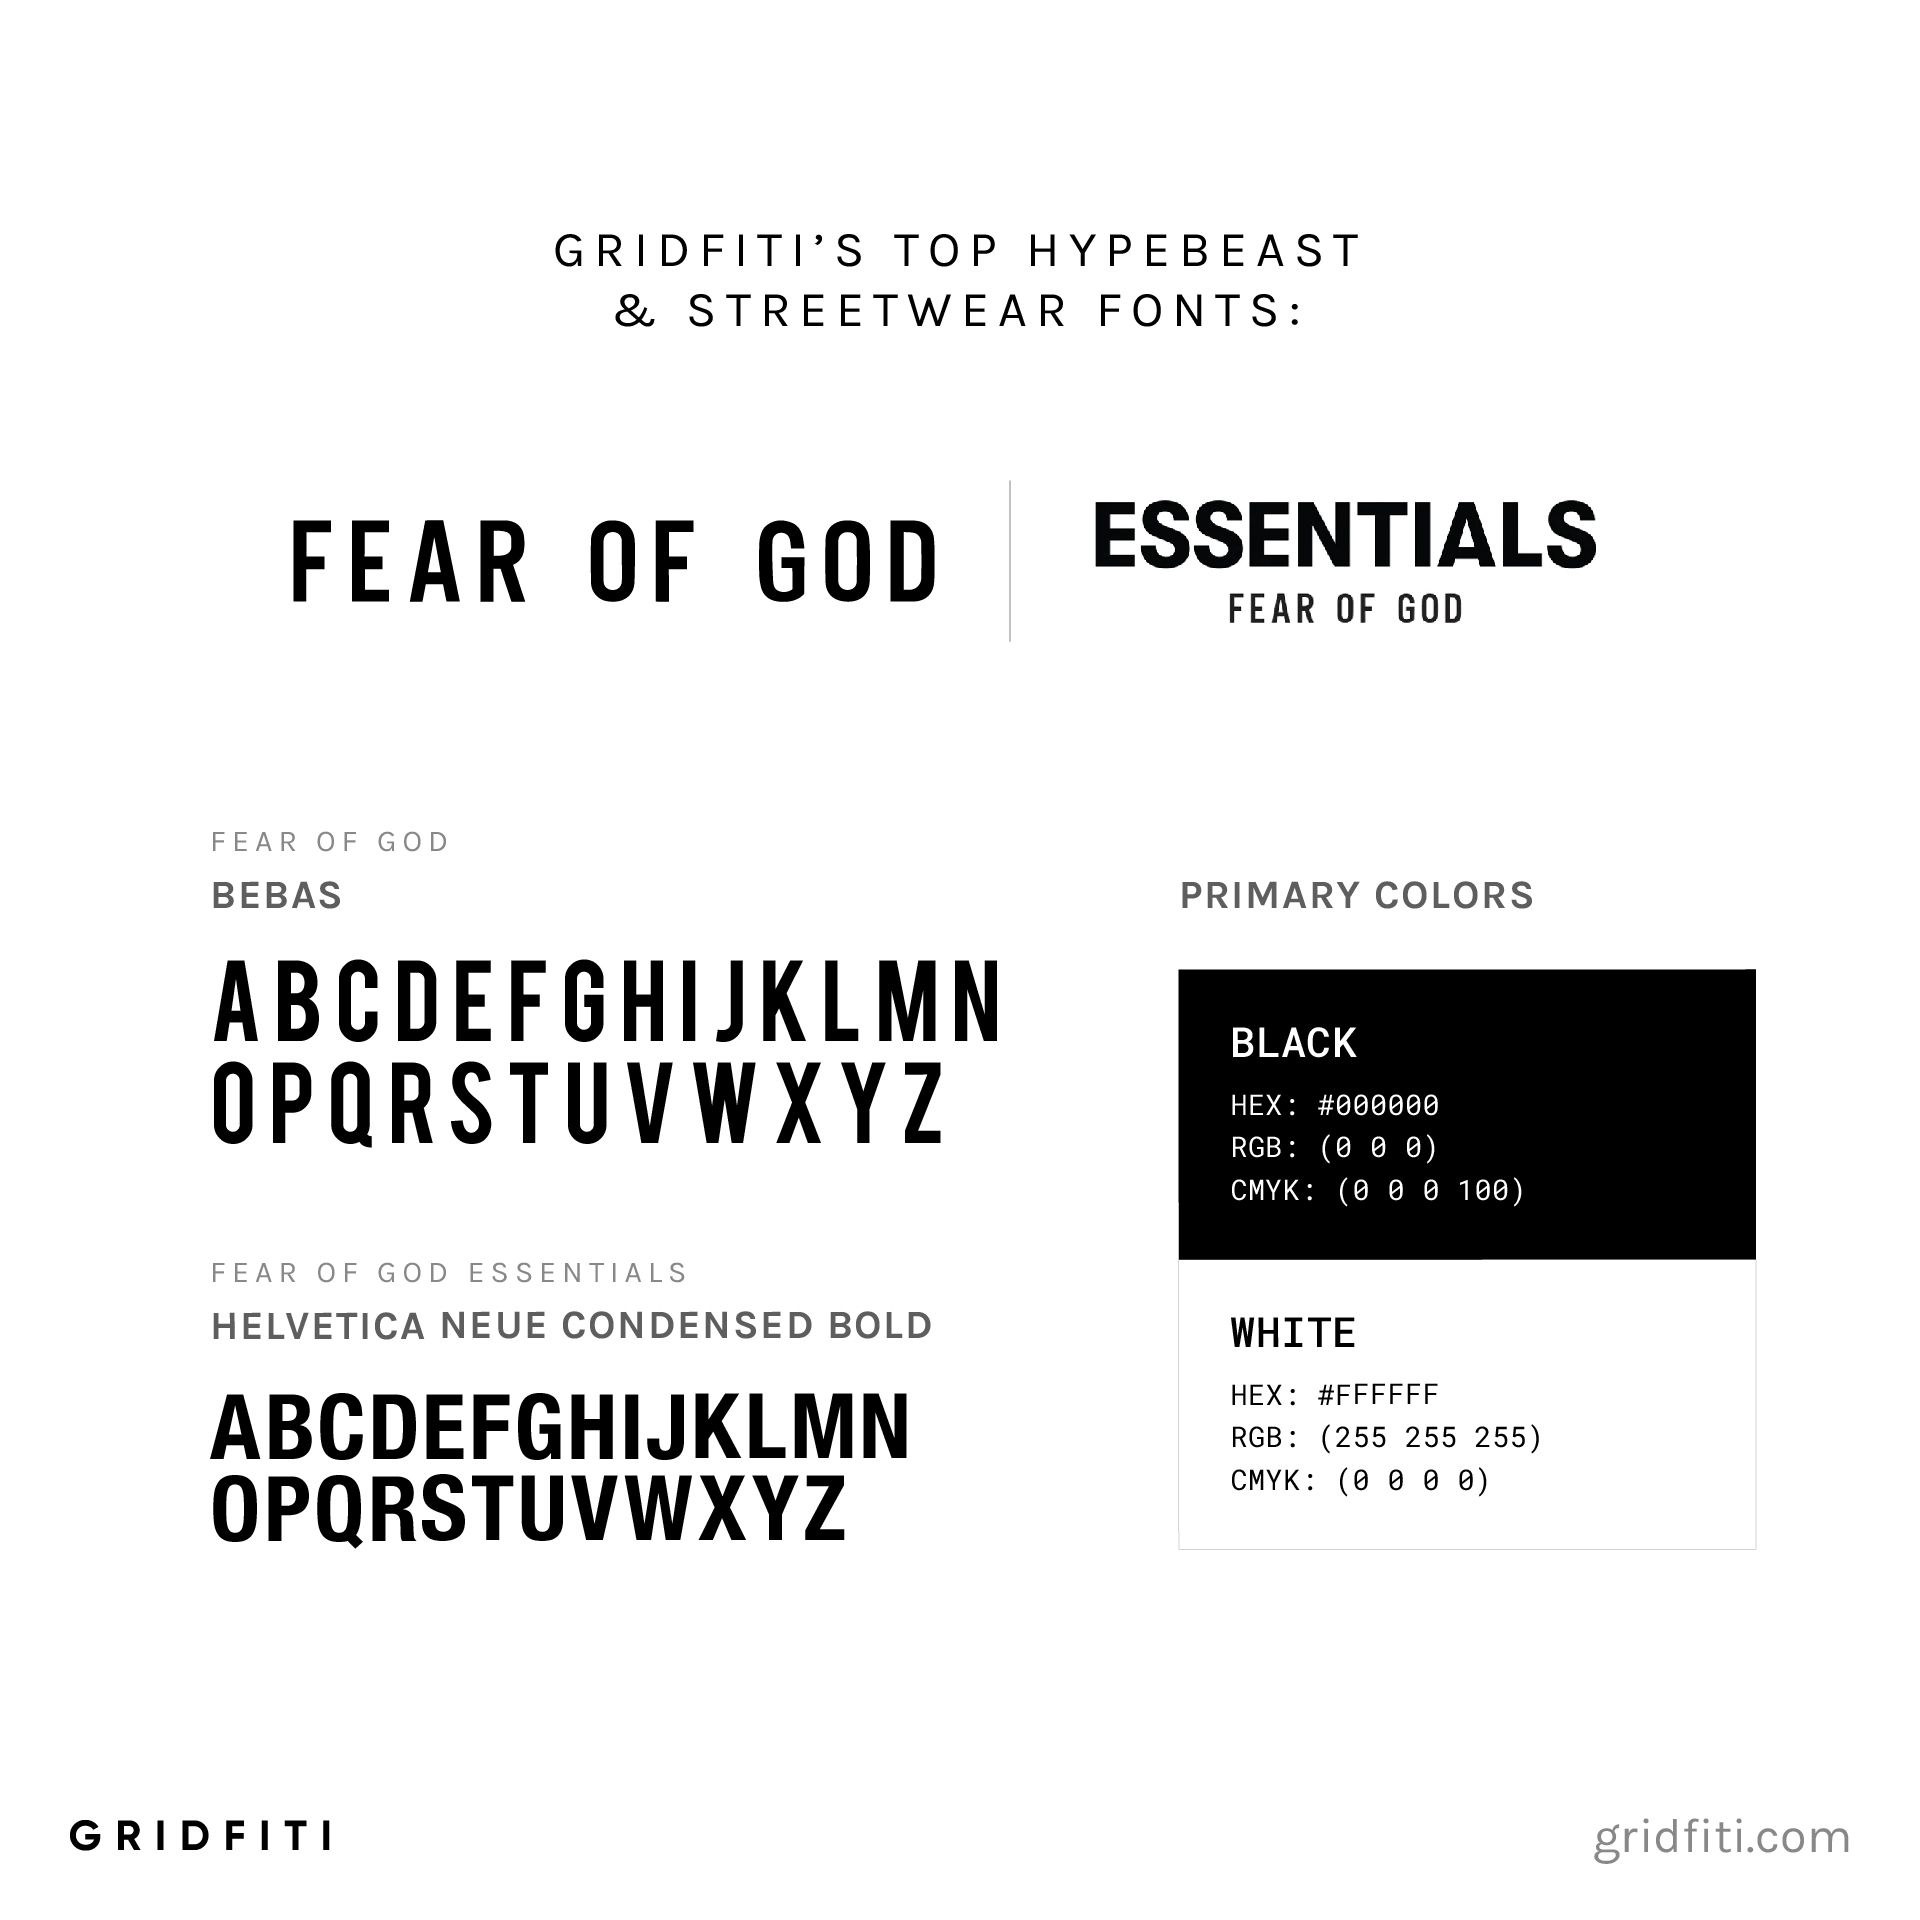 GRIDFITI’S TOP HYPEBEAST
& STREETWEAR FONTS:
FEAR OF GOD
ESSENTIALS
FEAR OF GOD
FEAR OF GOD
BEBAS
ABCDEFGHIJKLMN
OPQRSTUVWXYZ
FEAR OF GOD ESSENTIALS
HELVETICA NEUE CONDENSED BOLD
ABCDEFGHIJKLMN
OPQRSTUVWXYZ
PRIMARY COLORS
BLACK
HEX: #000000
RGB: (0 0 0)
CMYK: (0 0 0 100)
WHITE
HEX: #FFFFFF
RGB: (255 255 255)
CMYK: (0 0 0 0)
GRIDFITI
gridfiti.com